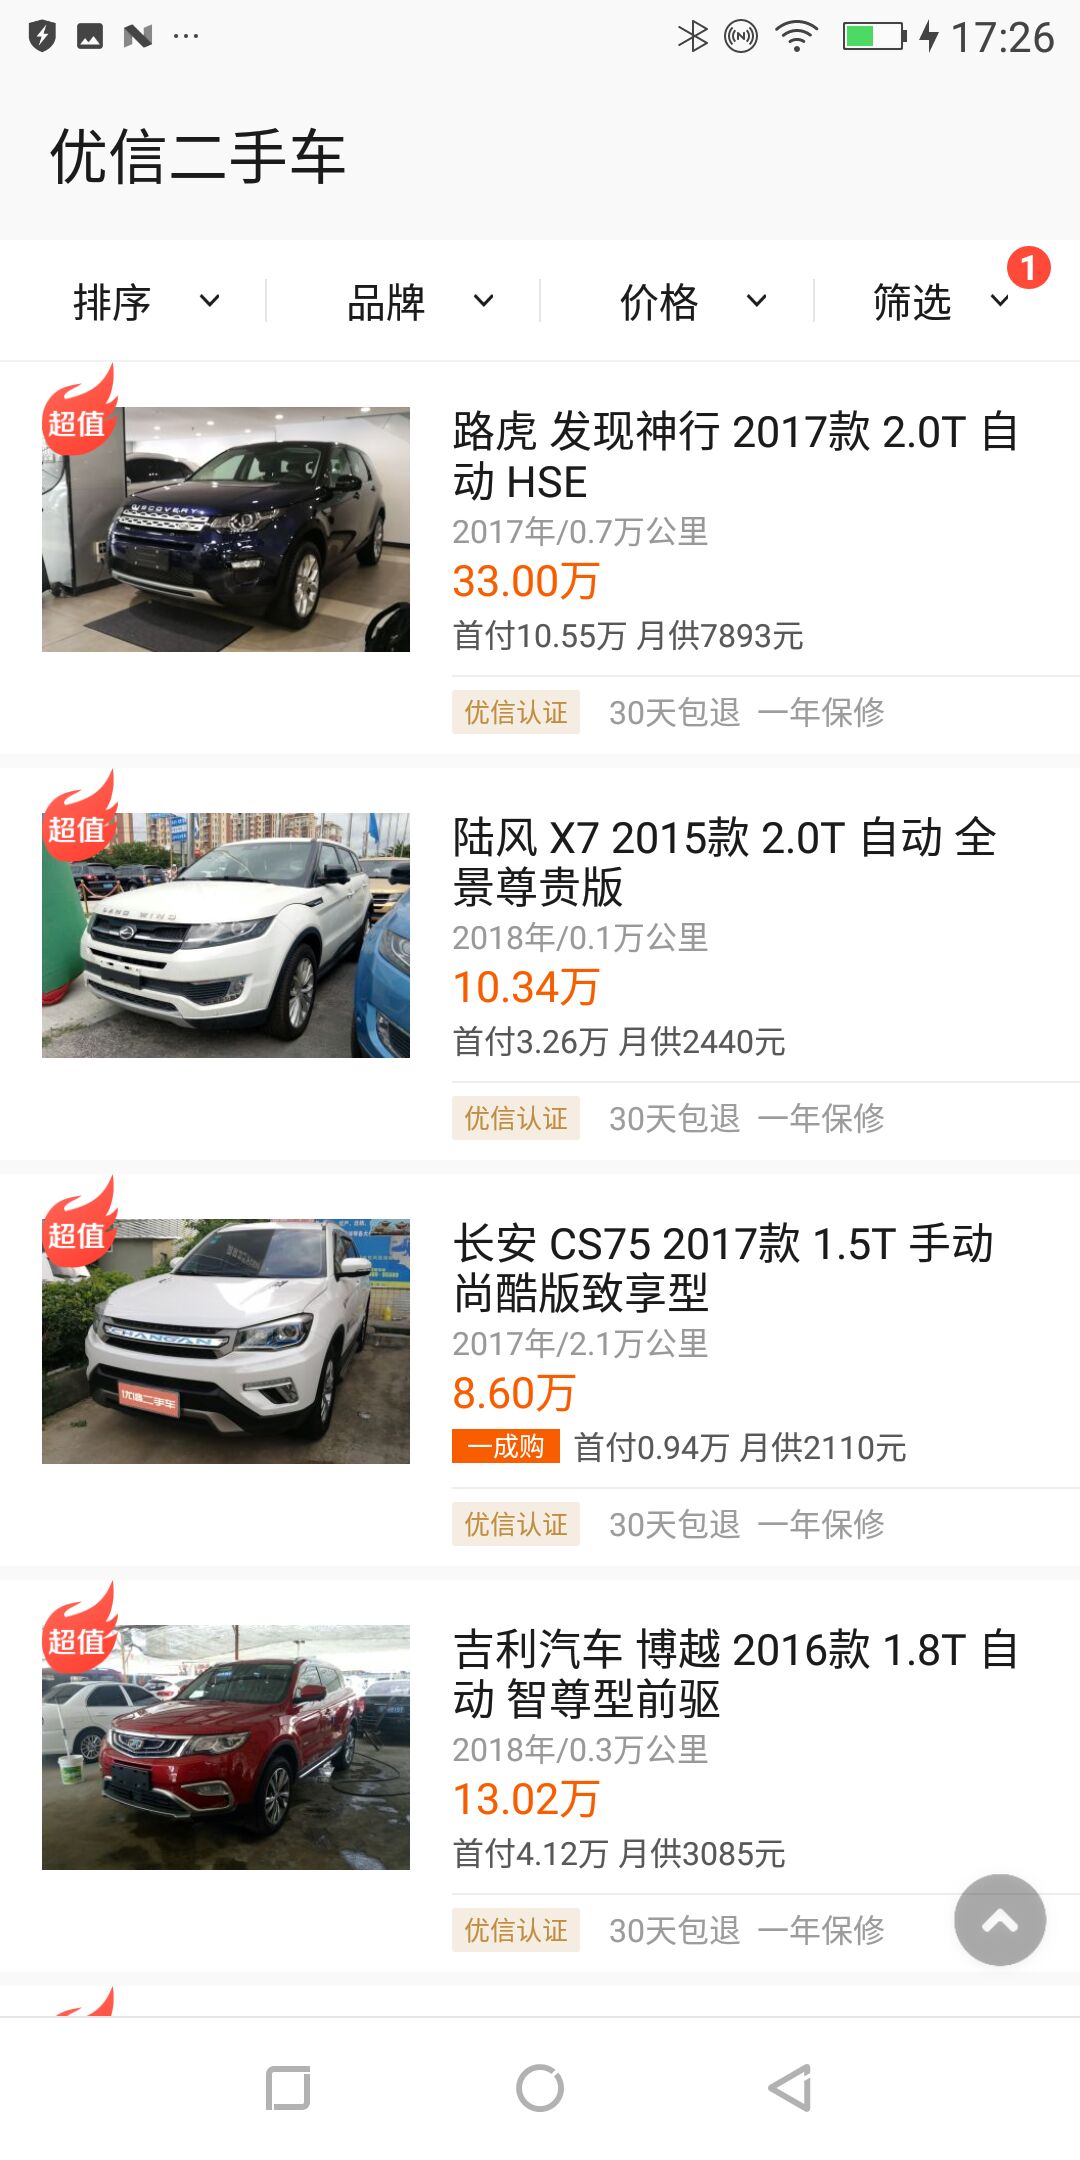 17:26
优信二手车
排序
品牌
价格
筛选
1
超值
路虎 发现神行 2017款 2.0T 自
动 HSE
2017年/0.7万公里
33.00万
首付10.55万 月供7893元
优信认证 30天包退 一年保修
超值
陆风 X7 2015款 2.0T 自动 全
景尊贵版
2018年/0.1万公里
10.34万
首付3.26万 月供2440元
优信认证 30天包退 一年保修
超值
CHANGAN
优信二手车
长安 CS75 2017款 1.5T 手动
尚酷版致享型
2017年/2.1万公里
8.60万
一成购 首付0.94万 月供2110元
优信认证 30天包退 一年保修
超值
吉利汽车 博越 2016款 1.8T 自
动 智尊型前驱
2018年/0.3万公里
13.02万
首付4.12万 月供3085元
优信认证 30天包退 一年保修